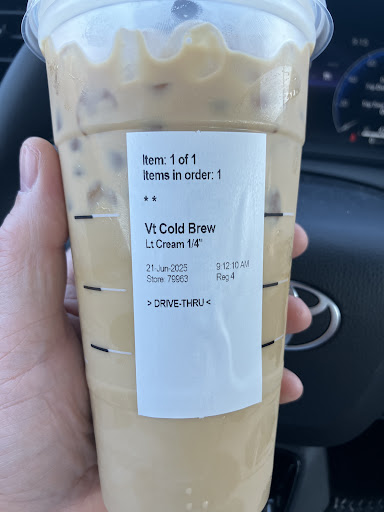 Item: 1 of 1
Items in order: 1
* *
Vt Cold Brew
Lt Cream 1/4"
21-Jun-2025 9:12:10 AM
Store: 79963 Reg 4
> DRIVE-THRU <